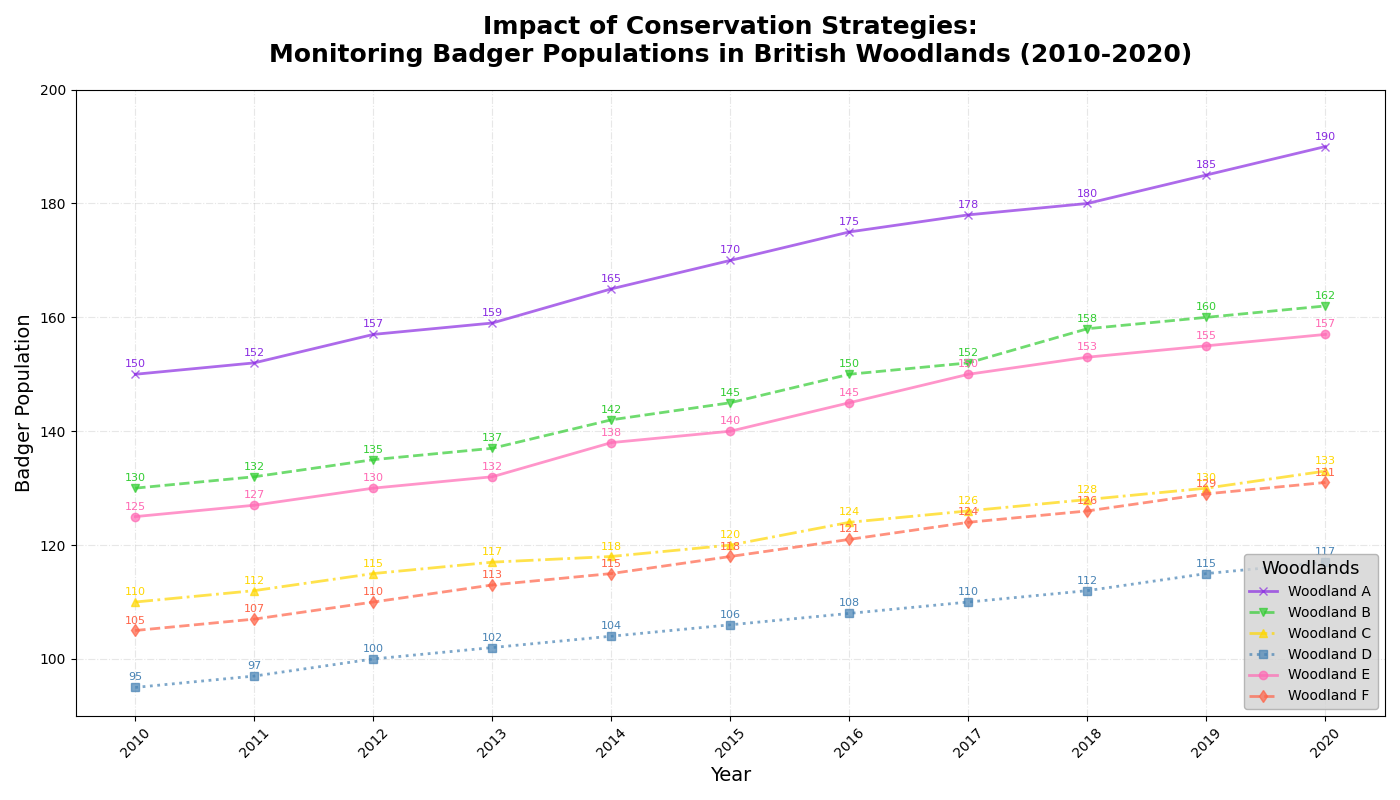 Impact of Conservation Strategies:
Monitoring Badger Populations in British Woodlands (2010-2020)
Badger Population
200
180
160
140
120
100
150 152 157 159 165 170 175 178 180 185 190
130 132 135 137 142 145 150 152 158 160 162
125 127 130 132 138 140 145 150 153 155 157
110 112 115 117 118 120 124 126 128 130 133
105 107 110 113 115 118 121 124 126 129 131
95 97 100 102 104 106 108 110 112 115 117
Woodlands
Woodland A
Woodland B
Woodland C
Woodland D
Woodland E
Woodland F
2010 2011 2012 2013 2014 2015 2016 2017 2018 2019 2020
Year